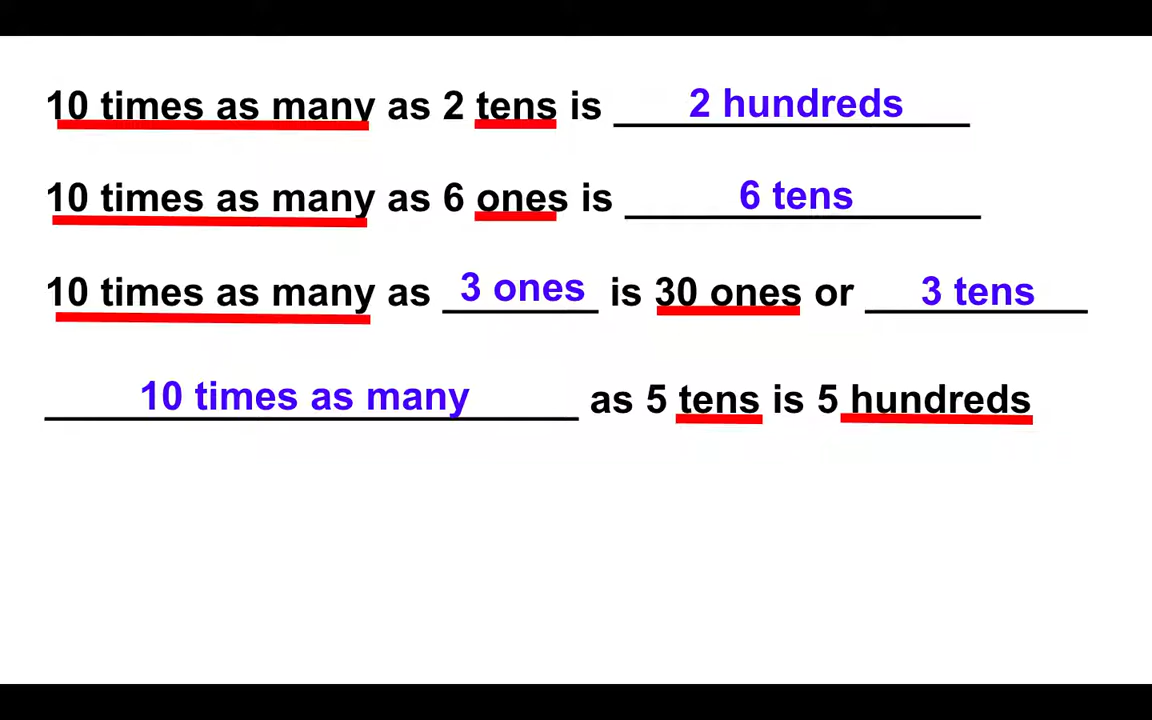 10 times as many as 2 tens is 2 hundreds
10 times as many as 6 ones is 6 tens
10 times as many as 3 ones is 30 ones or 3 tens
10 times as many as 5 tens is 5 hundreds